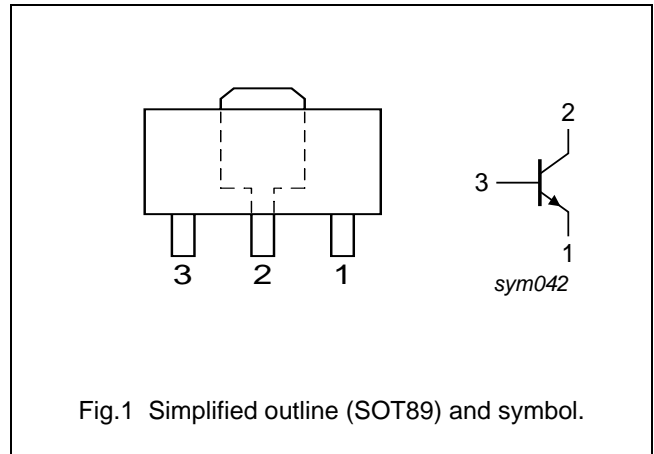 2
3
1
sym042
3 2 1
Fig.1 Simplified outline (SOT89) and symbol.